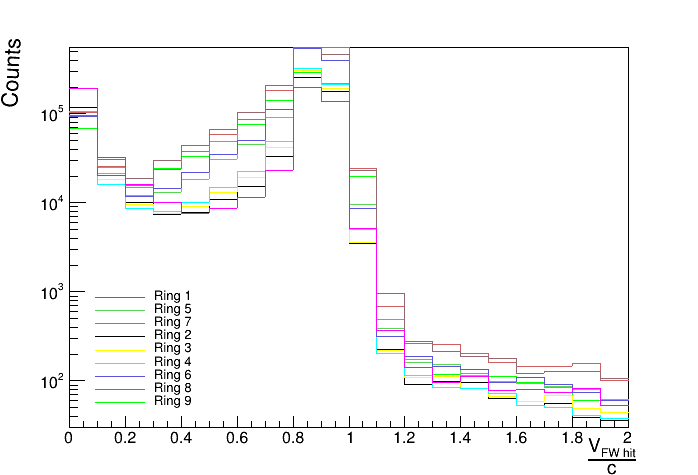 Counts
10^5
10^4
10^3
10^2
Ring 1
Ring 5
Ring 7
Ring 2
Ring 3
Ring 4
Ring 6
Ring 8
Ring 9
0 0.2 0.4 0.6 0.8 1 1.2 1.4 1.6 1.8 2
V_FW hit
c